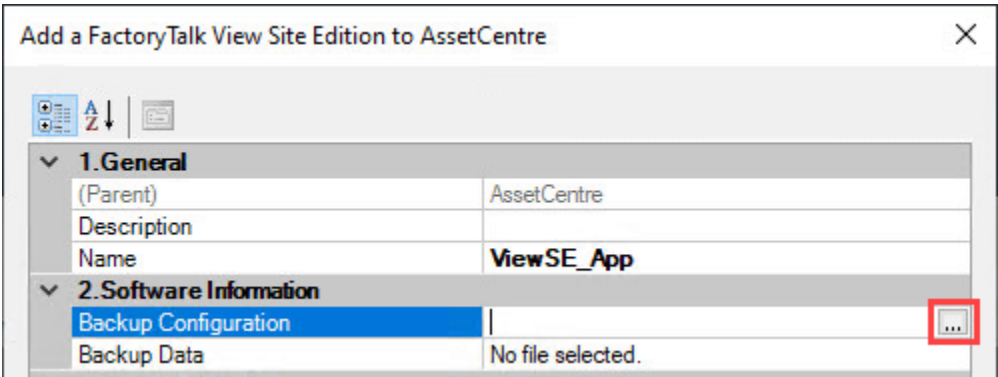 Add a FactoryTalk View Site Edition to AssetCentre
A
Z
1.General
(Parent) AssetCentre
Description
Name ViewSE_App
2.Software Information
Backup Configuration ...
Backup Data No file selected.